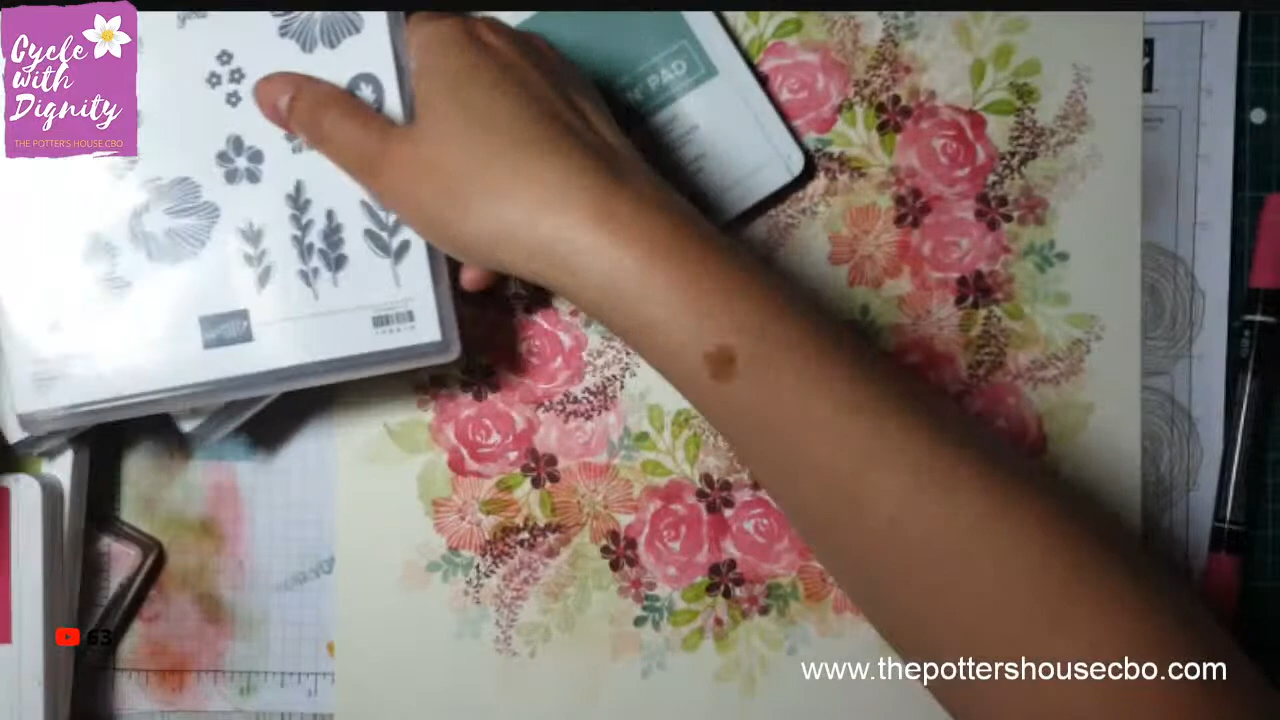 Cycle
with
Dignity
THE POTTER'S HOUSE CBO
PAD
63
www.thepottershousecbo.com